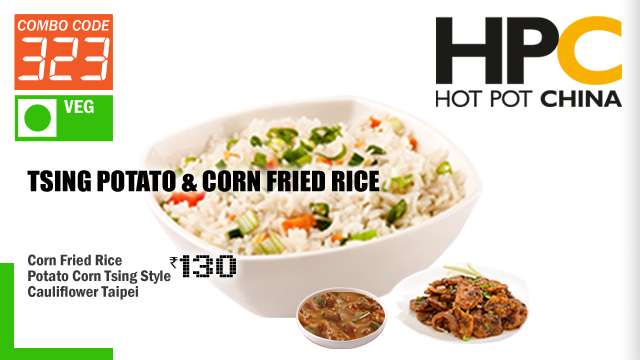 COMBO CODE
323
VEG
HPC
HOT POT CHINA
TSING POTATO & CORN FRIED RICE
Corn Fried Rice
Potato Corn Tsing Style
Cauliflower Taipei
₹130